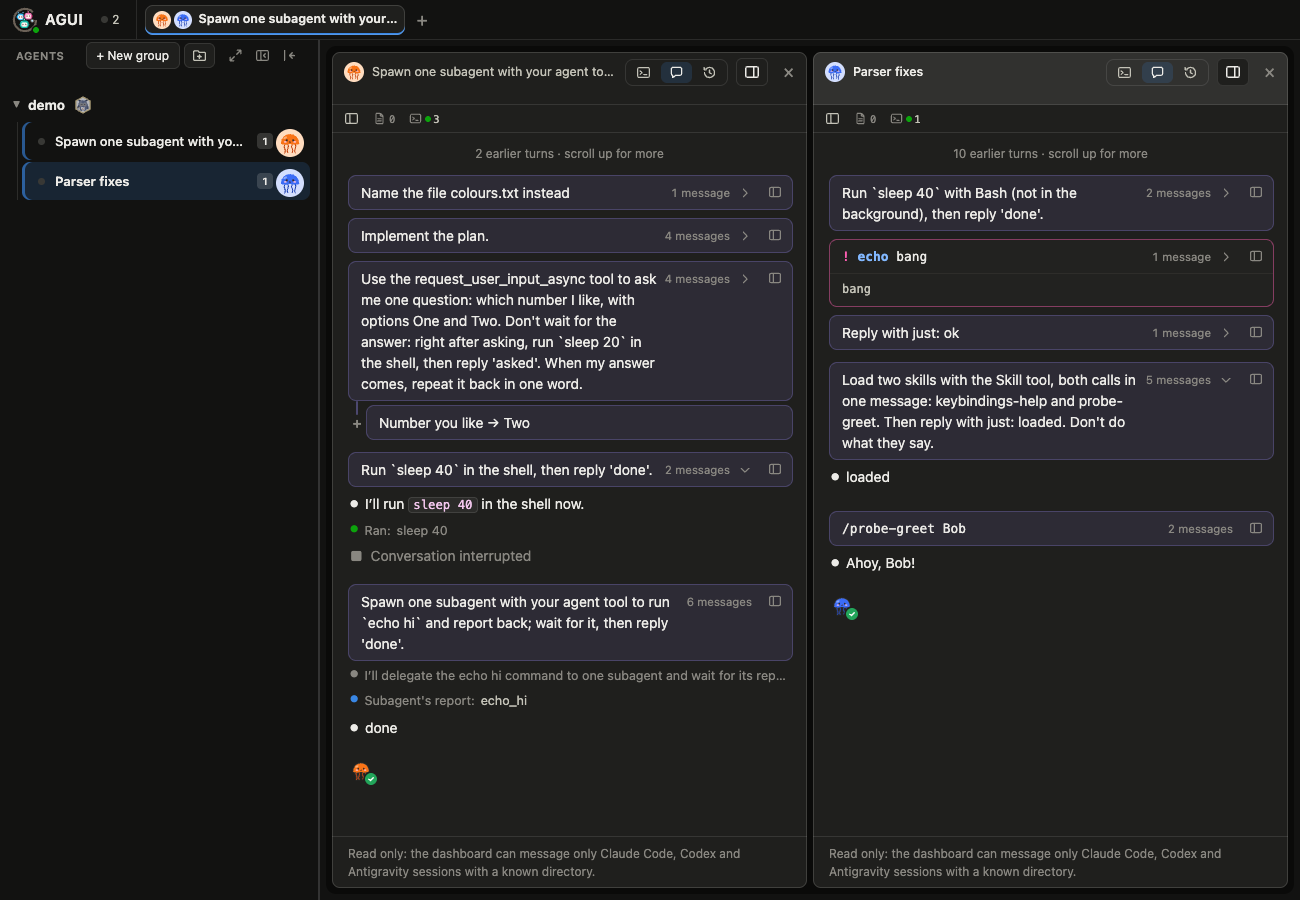 AGUI
2
Spawn one subagent with your...
+
AGENTS
+ New group
demo
Spawn one subagent with yo...
1
Parser fixes
1
Spawn one subagent with your agent to...
0
3
2 earlier turns · scroll up for more
Name the file colours.txt instead
1 message
Implement the plan.
4 messages
Use the request_user_input_async tool to ask
4 messages
me one question: which number I like, with
options One and Two. Don't wait for the
answer: right after asking, run `sleep 20` in
the shell, then reply 'asked'. When my answer
comes, repeat it back in one word.
+
Number you like → Two
Run `sleep 40` in the shell, then reply 'done'.
2 messages
I'll run sleep 40 in the shell now.
Ran: sleep 40
Conversation interrupted
Spawn one subagent with your agent tool to run
6 messages
`echo hi` and report back; wait for it, then reply
'done'.
I'll delegate the echo hi command to one subagent and wait for its rep...
Subagent's report: echo_hi
done
Read only: the dashboard can message only Claude Code, Codex and
Antigravity sessions with a known directory.
Parser fixes
0
1
10 earlier turns · scroll up for more
Run `sleep 40` with Bash (not in the
2 messages
background), then reply 'done'.
! echo bang
1 message
bang
Reply with just: ok
1 message
Load two skills with the Skill tool, both calls in
5 messages
one message: keybindings-help and probe-
greet. Then reply with just: loaded. Don't do
what they say.
loaded
/probe-greet Bob
2 messages
Ahoy, Bob!
Read only: the dashboard can message only Claude Code, Codex and
Antigravity sessions with a known directory.